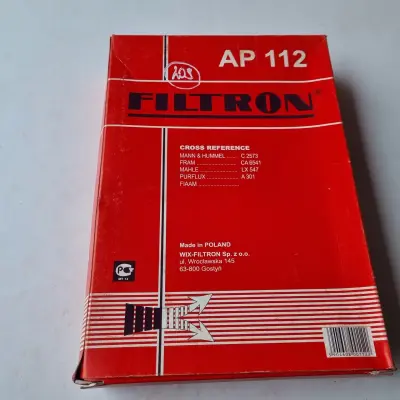 AP 112
203
FILTRON®
CROSS REFERENCE
MANN & HUMMEL ...... C 2573
FRAM .................. CA 6541
MAHLE .................. LX 547
PURFLUX ............... A 301
FIAAM ..................
Made in POLAND
WIX-FILTRON Sp. z o.o.
ul. Wrocławska 145
63-800 Gostyń